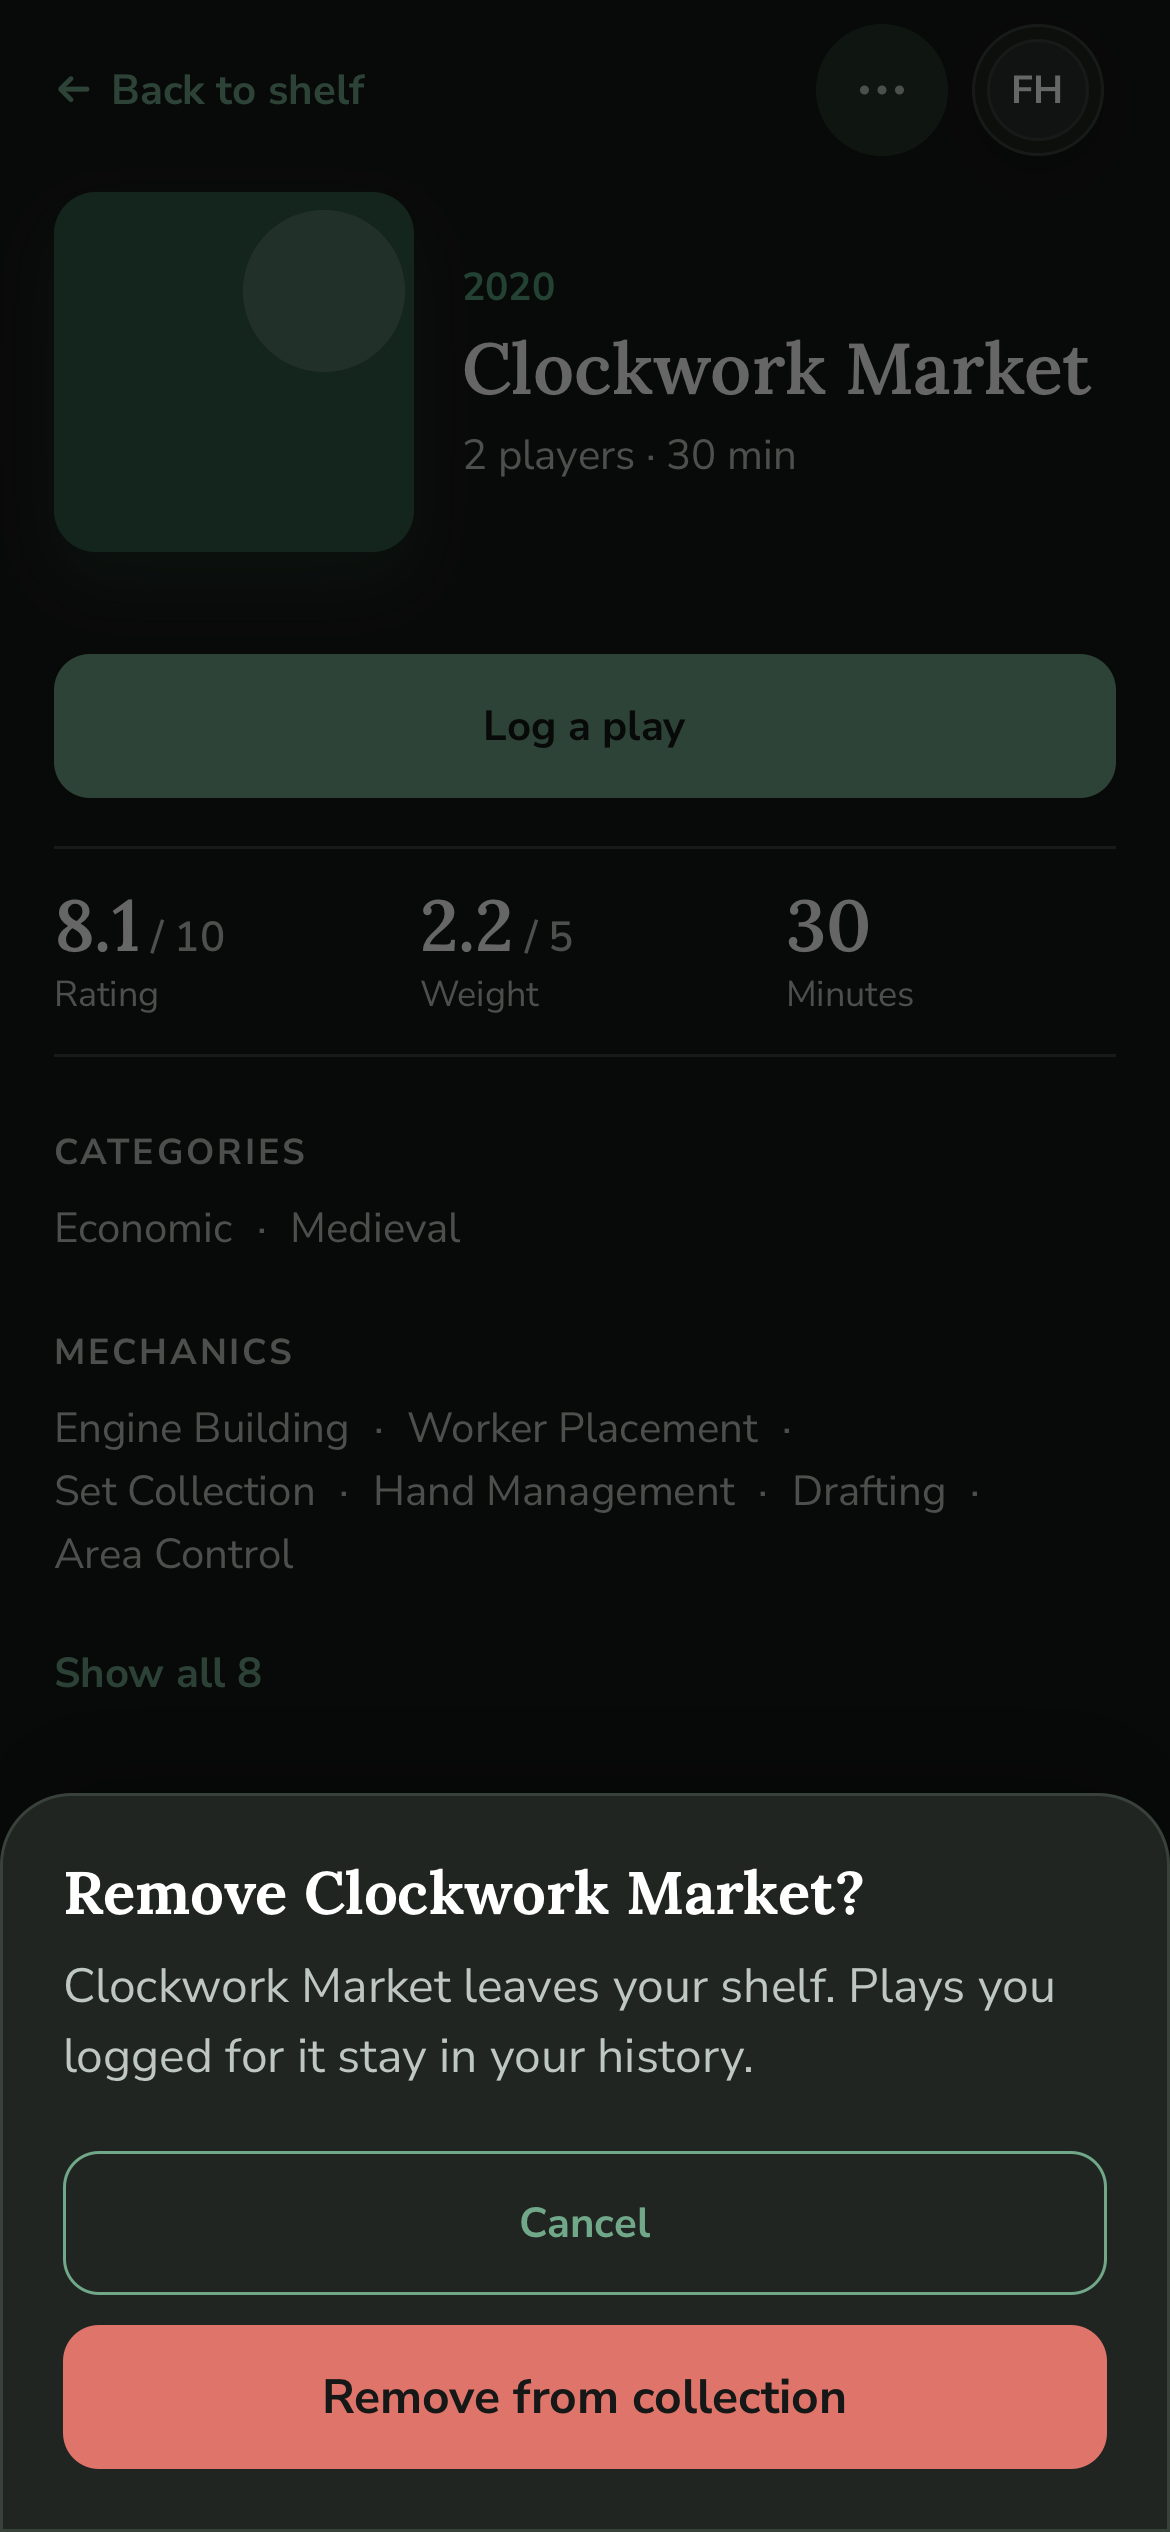 ← Back to shelf
FH
2020
Clockwork Market
2 players · 30 min
Log a play
8.1 / 10
Rating
2.2 / 5
Weight
30
Minutes
CATEGORIES
Economic · Medieval
MECHANICS
Engine Building · Worker Placement ·
Set Collection · Hand Management · Drafting ·
Area Control
Show all 8
Remove Clockwork Market?
Clockwork Market leaves your shelf. Plays you
logged for it stay in your history.
Cancel
Remove from collection